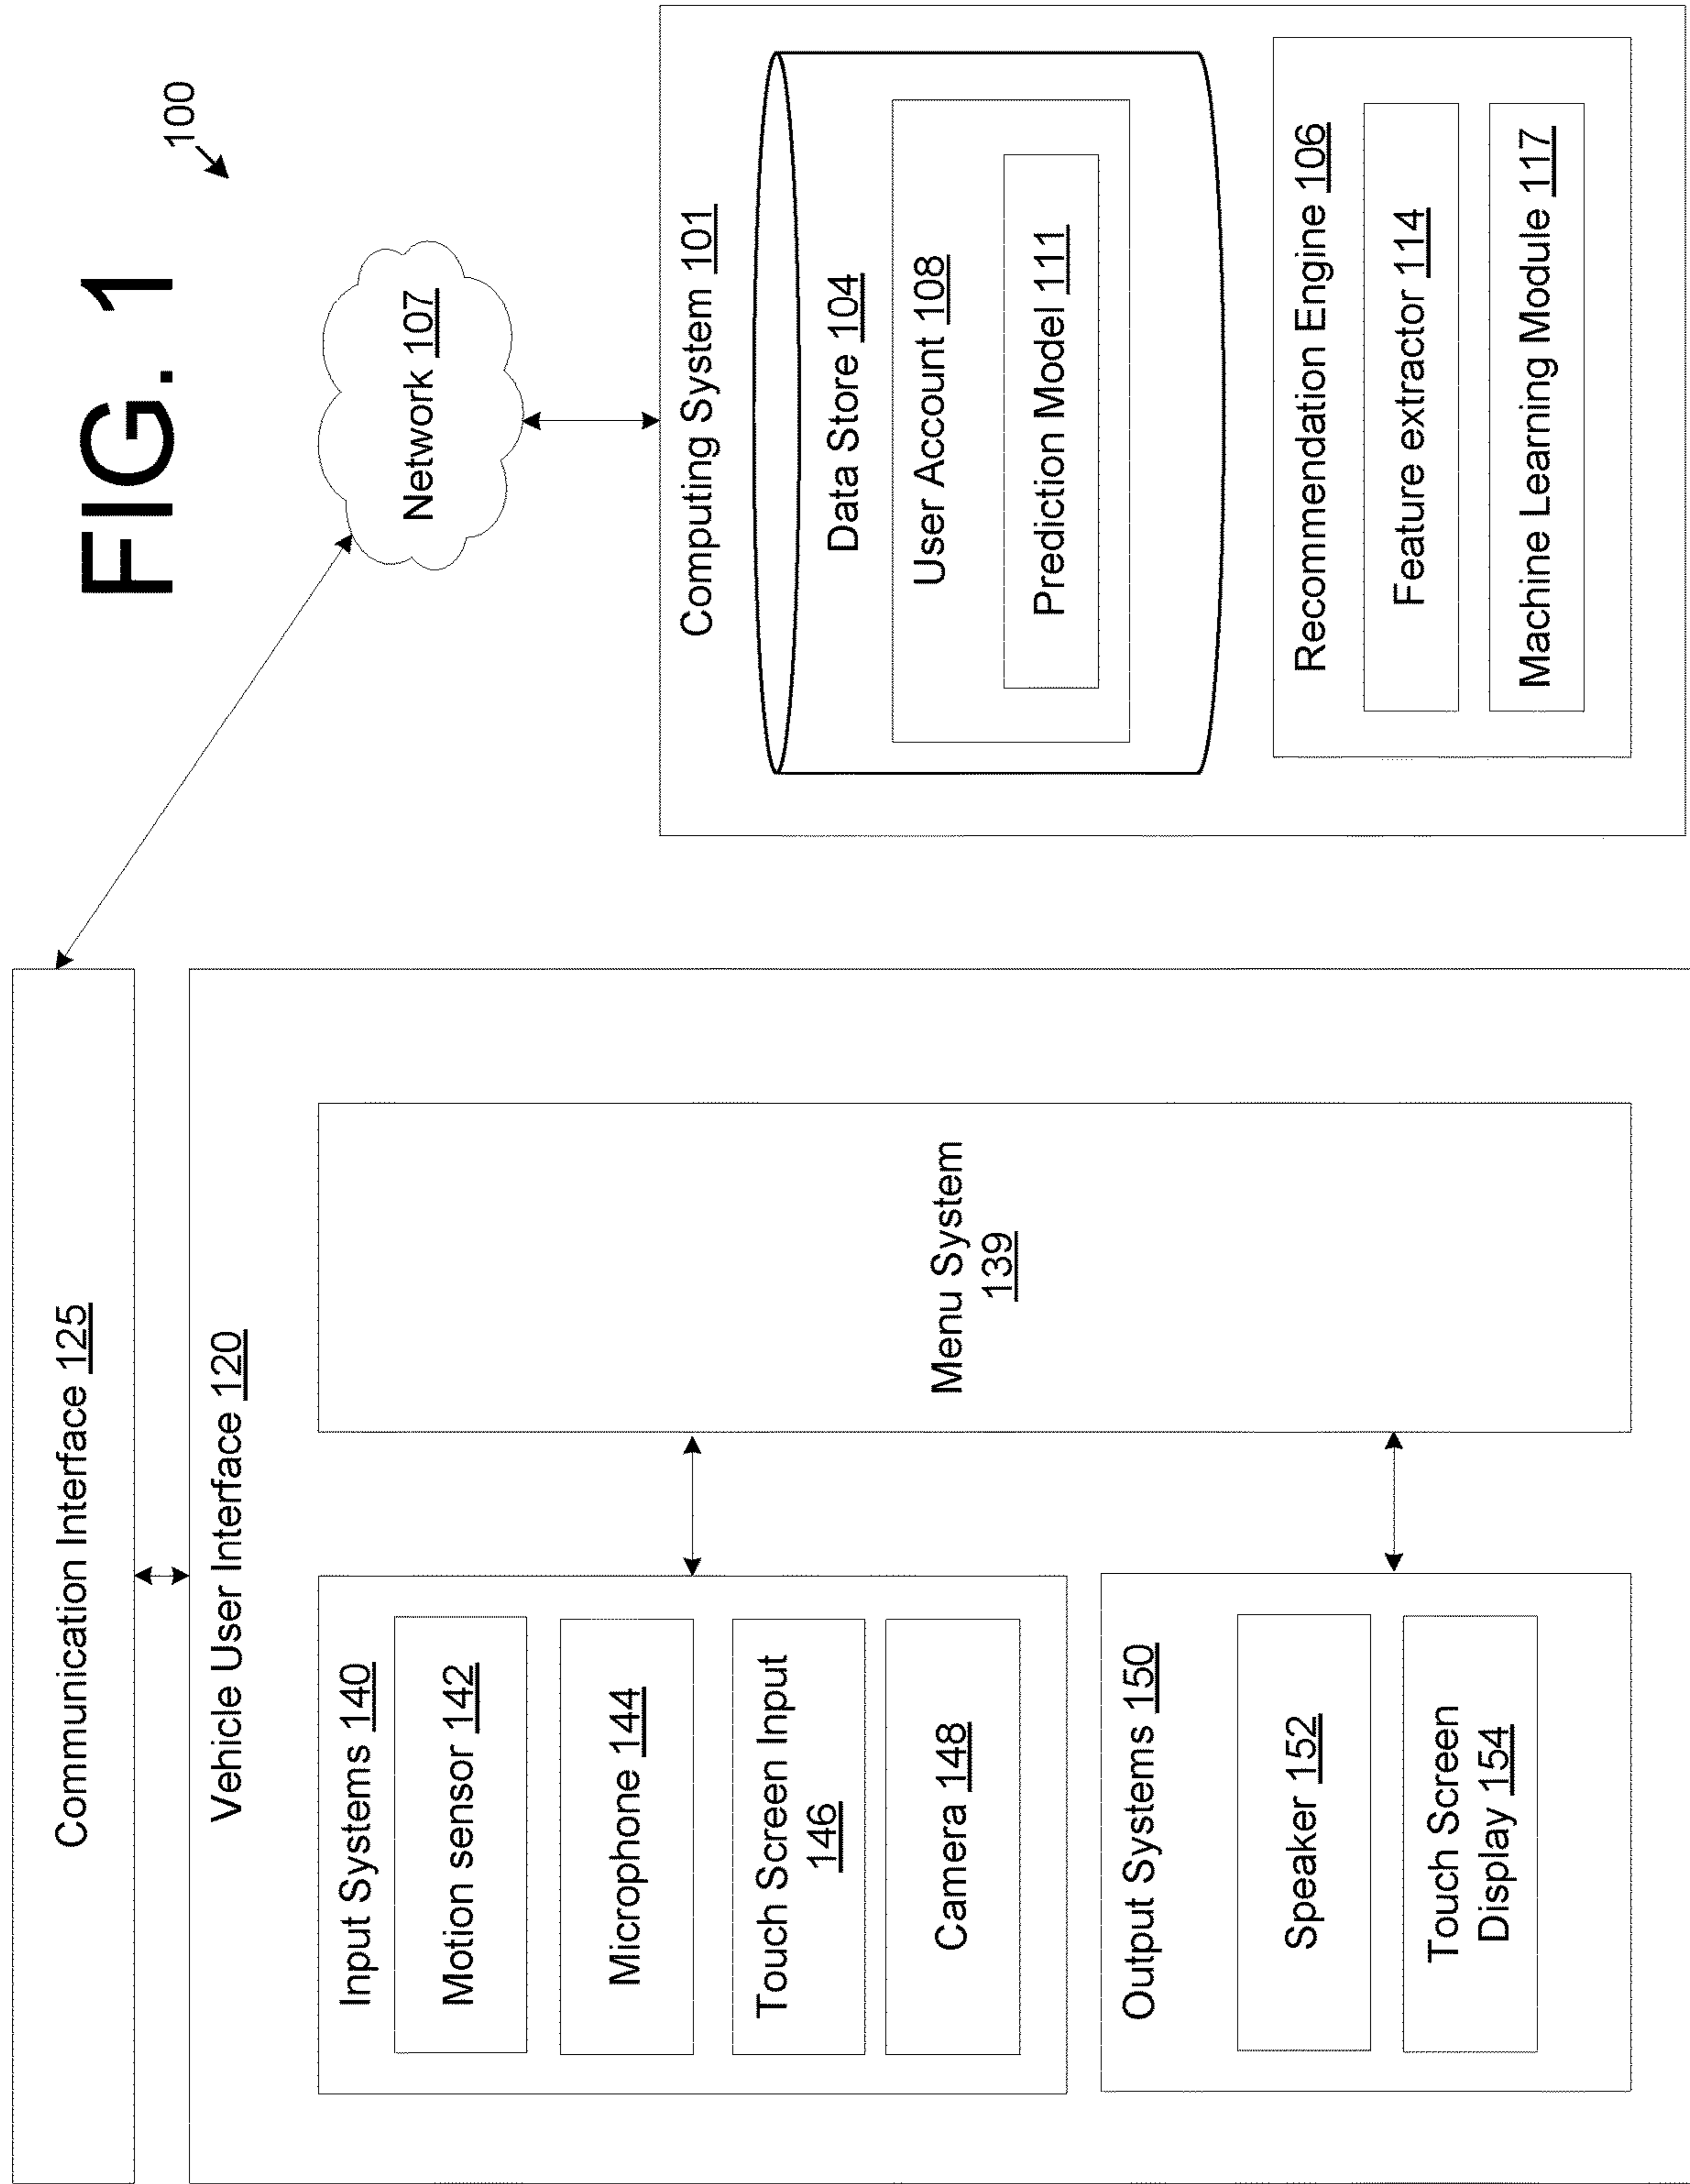 FIG. 1
100
Communication Interface 125
Vehicle User Interface 120
Input Systems 140
Motion sensor 142
Microphone 144
Touch Screen Input
146
Camera 148
Output Systems 150
Speaker 152
Touch Screen
Display 154
Menu System
139
Network 107
Computing System 101
Data Store 104
User Account 108
Prediction Model 111
Recommendation Engine 106
Feature extractor 114
Machine Learning Module 117